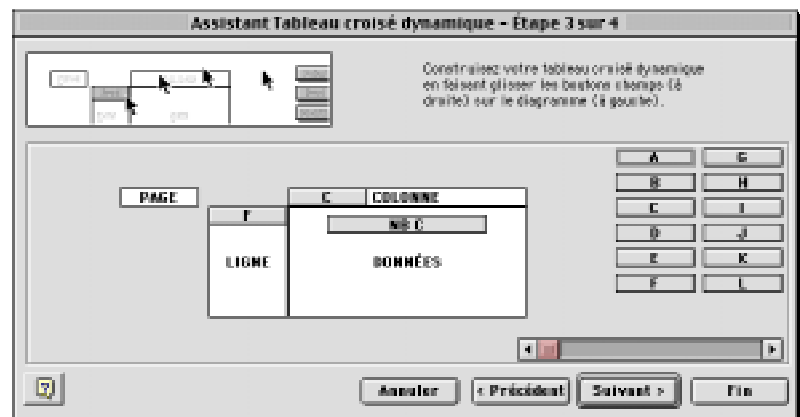 Assistant Tableau croisé dynamique - Étape 3 sur 4
Construisez votre tableau croisé dynamique
en faisant glisser les boutons champs (à
droite) sur le diagramme (à gauche).
PAGE
C COLONNE
F
NB C
LIGNE
DONNÉES
A G
B H
C I
D J
E K
F L
Annuler
< Précédent
Suivant >
Fin